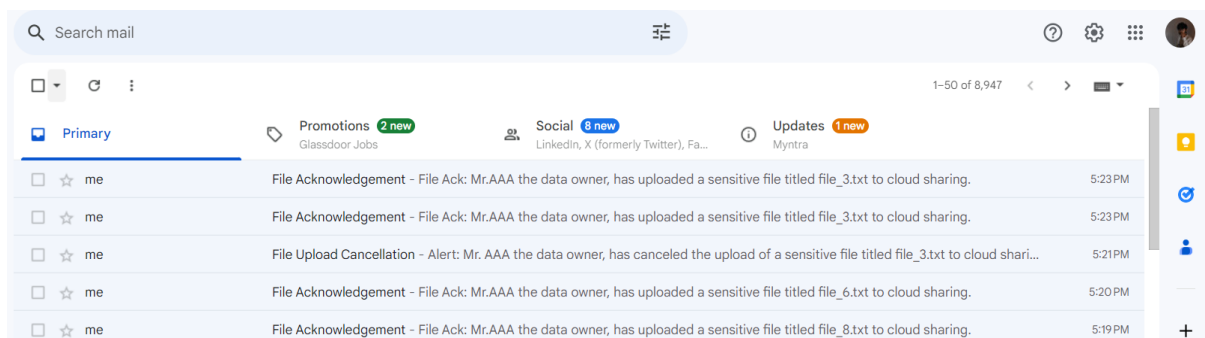 Search mail
1–50 of 8,947
31
Primary
Promotions 2 new
Glassdoor Jobs
Social 8 new
LinkedIn, X (formerly Twitter), Fa...
Updates 1 new
Myntra
me File Acknowledgement - File Ack: Mr.AAA the data owner, has uploaded a sensitive file titled file_3.txt to cloud sharing. 5:23 PM
me File Acknowledgement - File Ack: Mr.AAA the data owner, has uploaded a sensitive file titled file_3.txt to cloud sharing. 5:23 PM
me File Upload Cancellation - Alert: Mr. AAA the data owner, has canceled the upload of a sensitive file titled file_3.txt to cloud shari... 5:21 PM
me File Acknowledgement - File Ack: Mr.AAA the data owner, has uploaded a sensitive file titled file_6.txt to cloud sharing. 5:20 PM
me File Acknowledgement - File Ack: Mr.AAA the data owner, has uploaded a sensitive file titled file_8.txt to cloud sharing. 5:19 PM